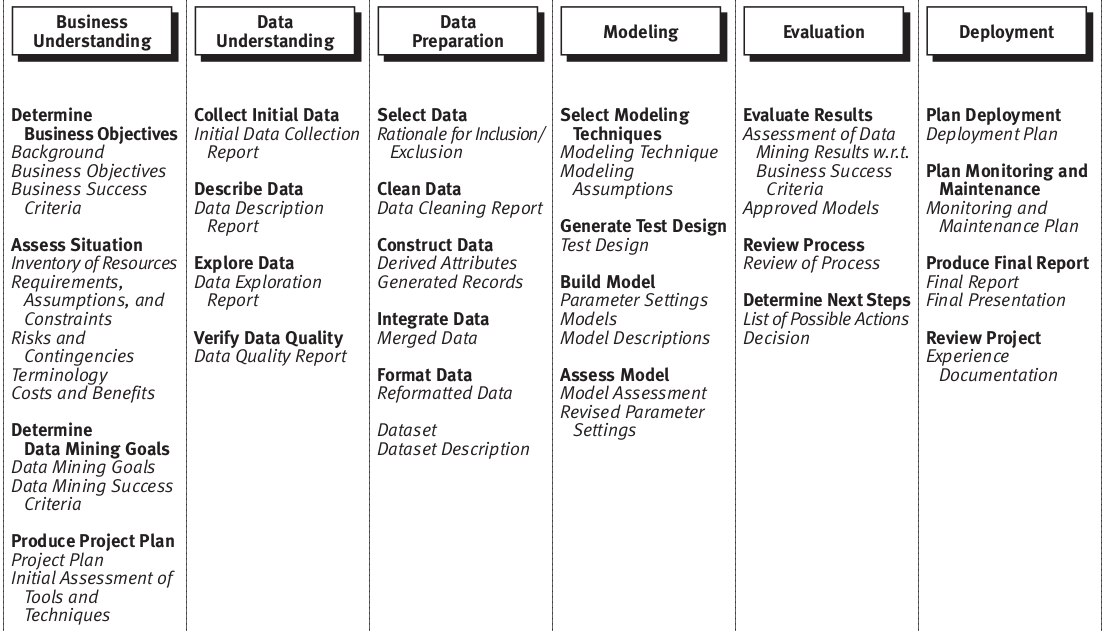 Business
Understanding
Determine
Business Objectives
Background
Business Objectives
Business Success
Criteria
Assess Situation
Inventory of Resources
Requirements,
Assumptions, and
Constraints
Risks and
Contingencies
Terminology
Costs and Benefits
Determine
Data Mining Goals
Data Mining Goals
Data Mining Success
Criteria
Produce Project Plan
Project Plan
Initial Assessment of
Tools and
Techniques
Data
Understanding
Collect Initial Data
Initial Data Collection
Report
Describe Data
Data Description
Report
Explore Data
Data Exploration
Report
Verify Data Quality
Data Quality Report
Data
Preparation
Select Data
Rationale for Inclusion/
Exclusion
Clean Data
Data Cleaning Report
Construct Data
Derived Attributes
Generated Records
Integrate Data
Merged Data
Format Data
Reformatted Data
Dataset
Dataset Description
Modeling
Select Modeling
Techniques
Modeling Technique
Modeling
Assumptions
Generate Test Design
Test Design
Build Model
Parameter Settings
Models
Model Descriptions
Assess Model
Model Assessment
Revised Parameter
Settings
Evaluation
Evaluate Results
Assessment of Data
Mining Results w.r.t.
Business Success
Criteria
Approved Models
Review Process
Review of Process
Determine Next Steps
List of Possible Actions
Decision
Deployment
Plan Deployment
Deployment Plan
Plan Monitoring and
Maintenance
Monitoring and
Maintenance Plan
Produce Final Report
Final Report
Final Presentation
Review Project
Experience
Documentation